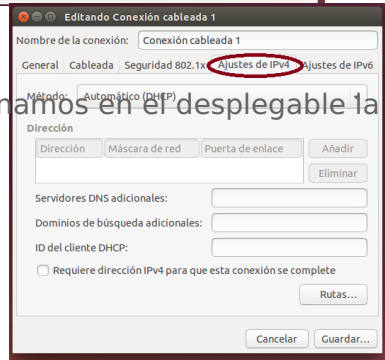 Editando Conexión cableada 1
Nombre de la conexión: Conexión cableada 1
General Cableada Seguridad 802.1x Ajustes de IPv4 Ajustes de IPv6
Método: Automático (DHCP)
namos en el desplegable la
Dirección
Dirección Máscara de red Puerta de enlace Añadir
Eliminar
Servidores DNS adicionales:
Dominios de búsqueda adicionales:
ID del cliente DHCP:
Requiere dirección IPv4 para que esta conexión se complete
Rutas...
Cancelar Guardar...